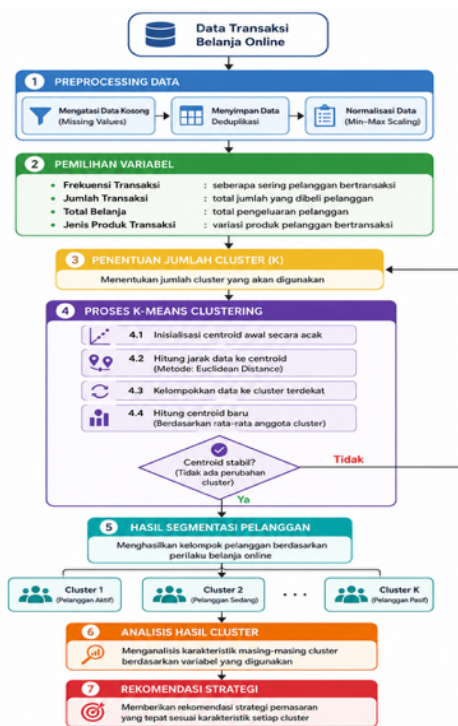 Data Transaksi
Belanja Online
1 PREPROCESSING DATA
Mengatasi Data Kosong
(Missing Values)
Menyimpan Data
Deduplikasi
Normalisasi Data
(Min-Max Scaling)
2 PEMILIHAN VARIABEL
• Frekuensi Transaksi : seberapa sering pelanggan bertransaksi
• Jumlah Transaksi : total jumlah yang dibeli pelanggan
• Total Belanja : total pengeluaran pelanggan
• Jenis Produk Transaksi : variasi produk pelanggan bertransaksi
3 PENENTUAN JUMLAH CLUSTER (K)
Menentukan jumlah cluster yang akan digunakan
4 PROSES K-MEANS CLUSTERING
4.1 Inisialisasi centroid awal secara acak
4.2 Hitung jarak data ke centroid
(Metode: Euclidean Distance)
4.3 Kelompokkan data ke cluster terdekat
4.4 Hitung centroid baru
(Berdasarkan rata-rata anggota cluster)
Centroid stabil?
(Tidak ada perubahan
cluster)
Tidak
Ya
5 HASIL SEGMENTASI PELANGGAN
Menghasilkan kelompok pelanggan berdasarkan
perilaku belanja online
Cluster 1
(Pelanggan Aktif)
Cluster 2
(Pelanggan Sedang)
. . .
Cluster K
(Pelanggan Pasif)
6 ANALISIS HASIL CLUSTER
Menganalisis karakteristik masing-masing cluster
berdasarkan variabel yang digunakan
7 REKOMENDASI STRATEGI
Memberikan rekomendasi strategi pemasaran
yang tepat sesuai karakteristik setiap cluster